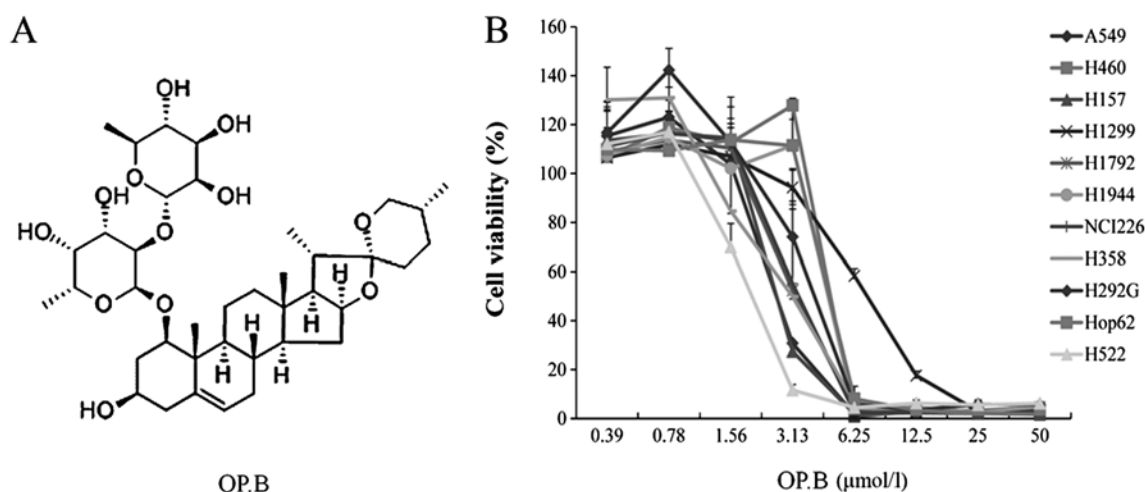 A
OH
OH
O
OH
OH
O
HO
O
O
O
HO
H
H
H
H
H
O
O
OP.B
B
Cell viability (%)
160
140
120
100
80
60
40
20
0
0.39 0.78 1.56 3.13 6.25 12.5 25 50
OP.B (μmol/l)
A549
H460
H157
H1299
H1792
H1944
NCI226
H358
H292G
Hop62
H522